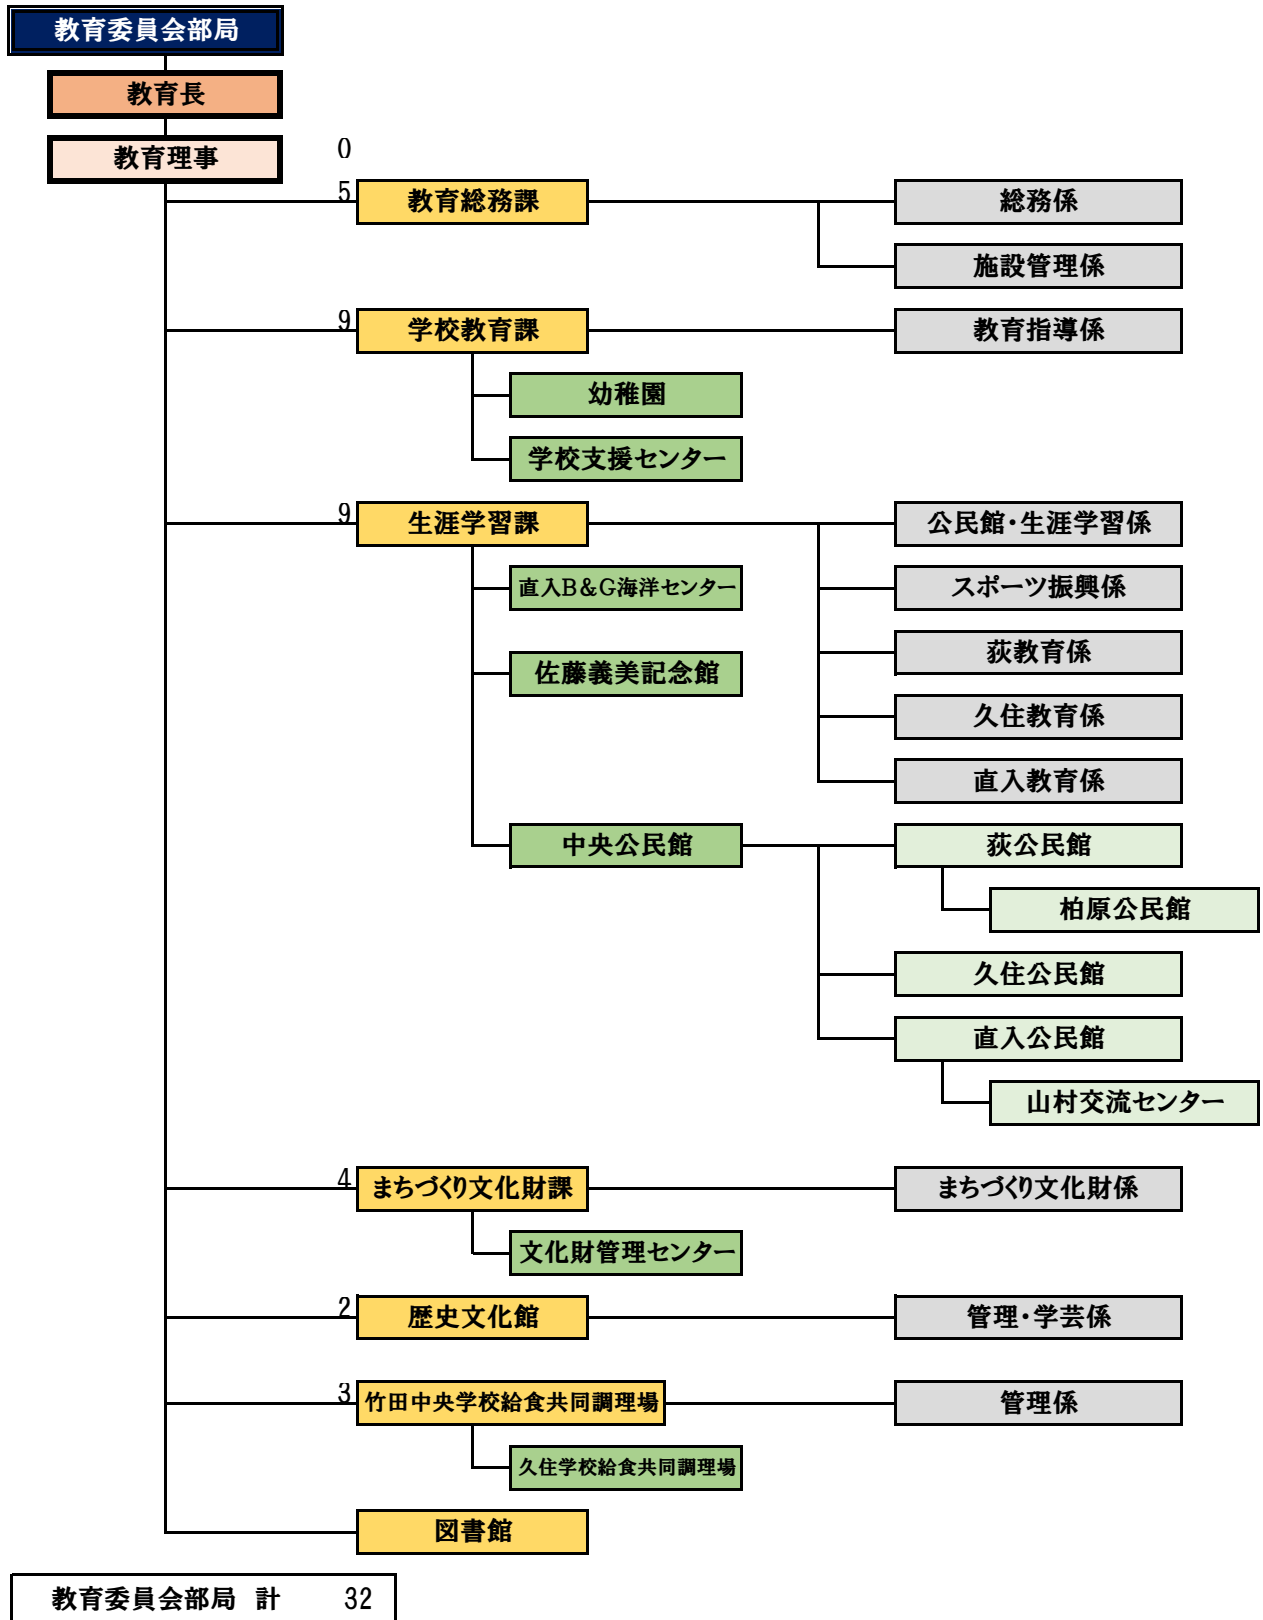 教育委員会部局
教育長
教育理事 0
5 教育総務課 総務係
施設管理係
9 学校教育課 教育指導係
幼稚園
学校支援センター
9 生涯学習課 公民館・生涯学習係
直入B&G海洋センター スポーツ振興係
荻教育係
佐藤義美記念館
久住教育係
直入教育係
中央公民館 荻公民館
柏原公民館
久住公民館
直入公民館
山村交流センター
4 まちづくり文化財課 まちづくり文化財係
文化財管理センター
2 歴史文化館 管理・学芸係
3 竹田中央学校給食共同調理場 管理係
久住学校給食共同調理場
図書館
教育委員会部局 計 32